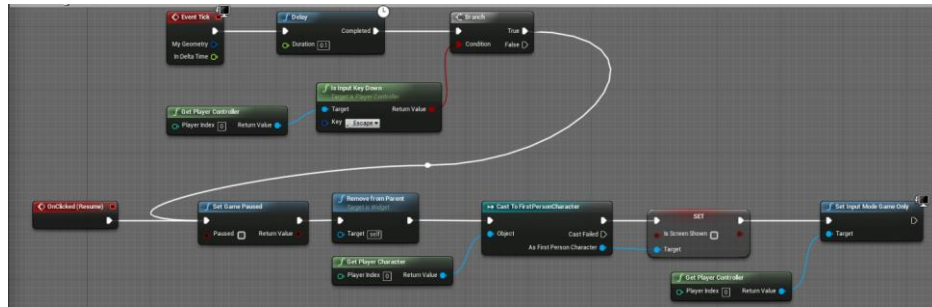 Event Tick
My Geometry
In Delta Time
Delay
Completed
Duration 0.1
Branch
True
Condition
False
Is Input Key Down
Target is Player Controller
Target
Return Value
Key
Escape
Get Player Controller
Player Index 0
Return Value
OnClicked (Resume)
Set Game Paused
Paused
Return Value
Remove from Parent
Target is Widget
Target self
Get Player Character
Player Index 0
Return Value
Cast To FirstPersonCharacter
Object
Cast Failed
As First Person Character
SET
Is Screen Shown
Target
Get Player Controller
Player Index 0
Return Value
Set Input Mode Game Only
Target